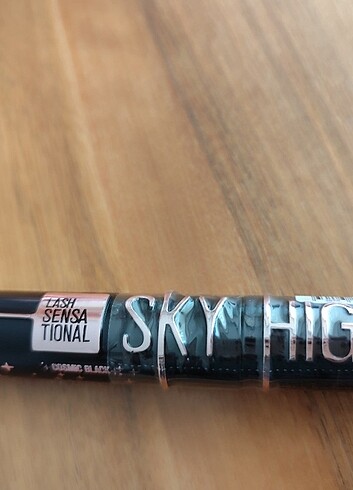 LASH
SENSA
TIONAL
SKY HIG
COSMIC BLACK